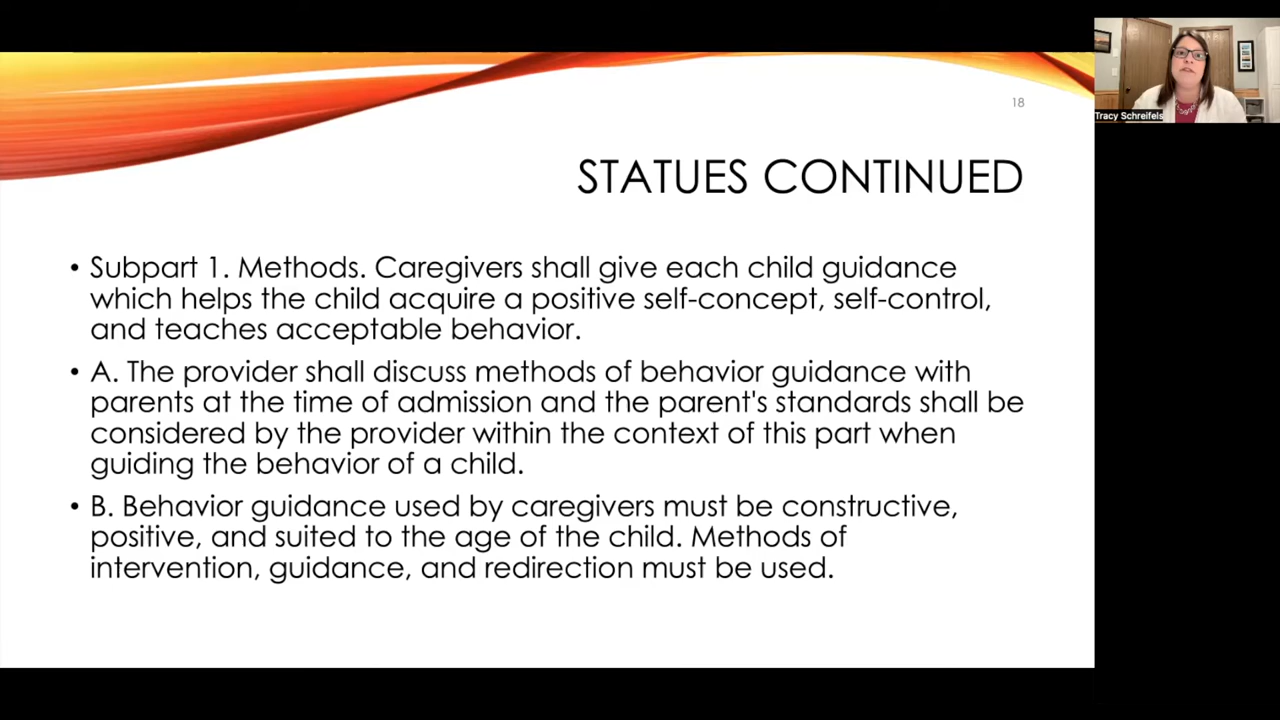 Tracy Schreifels
18
STATUES CONTINUED
• Subpart 1. Methods. Caregivers shall give each child guidance
which helps the child acquire a positive self-concept, self-control,
and teaches acceptable behavior.
• A. The provider shall discuss methods of behavior guidance with
parents at the time of admission and the parent's standards shall be
considered by the provider within the context of this part when
guiding the behavior of a child.
• B. Behavior guidance used by caregivers must be constructive,
positive, and suited to the age of the child. Methods of
intervention, guidance, and redirection must be used.